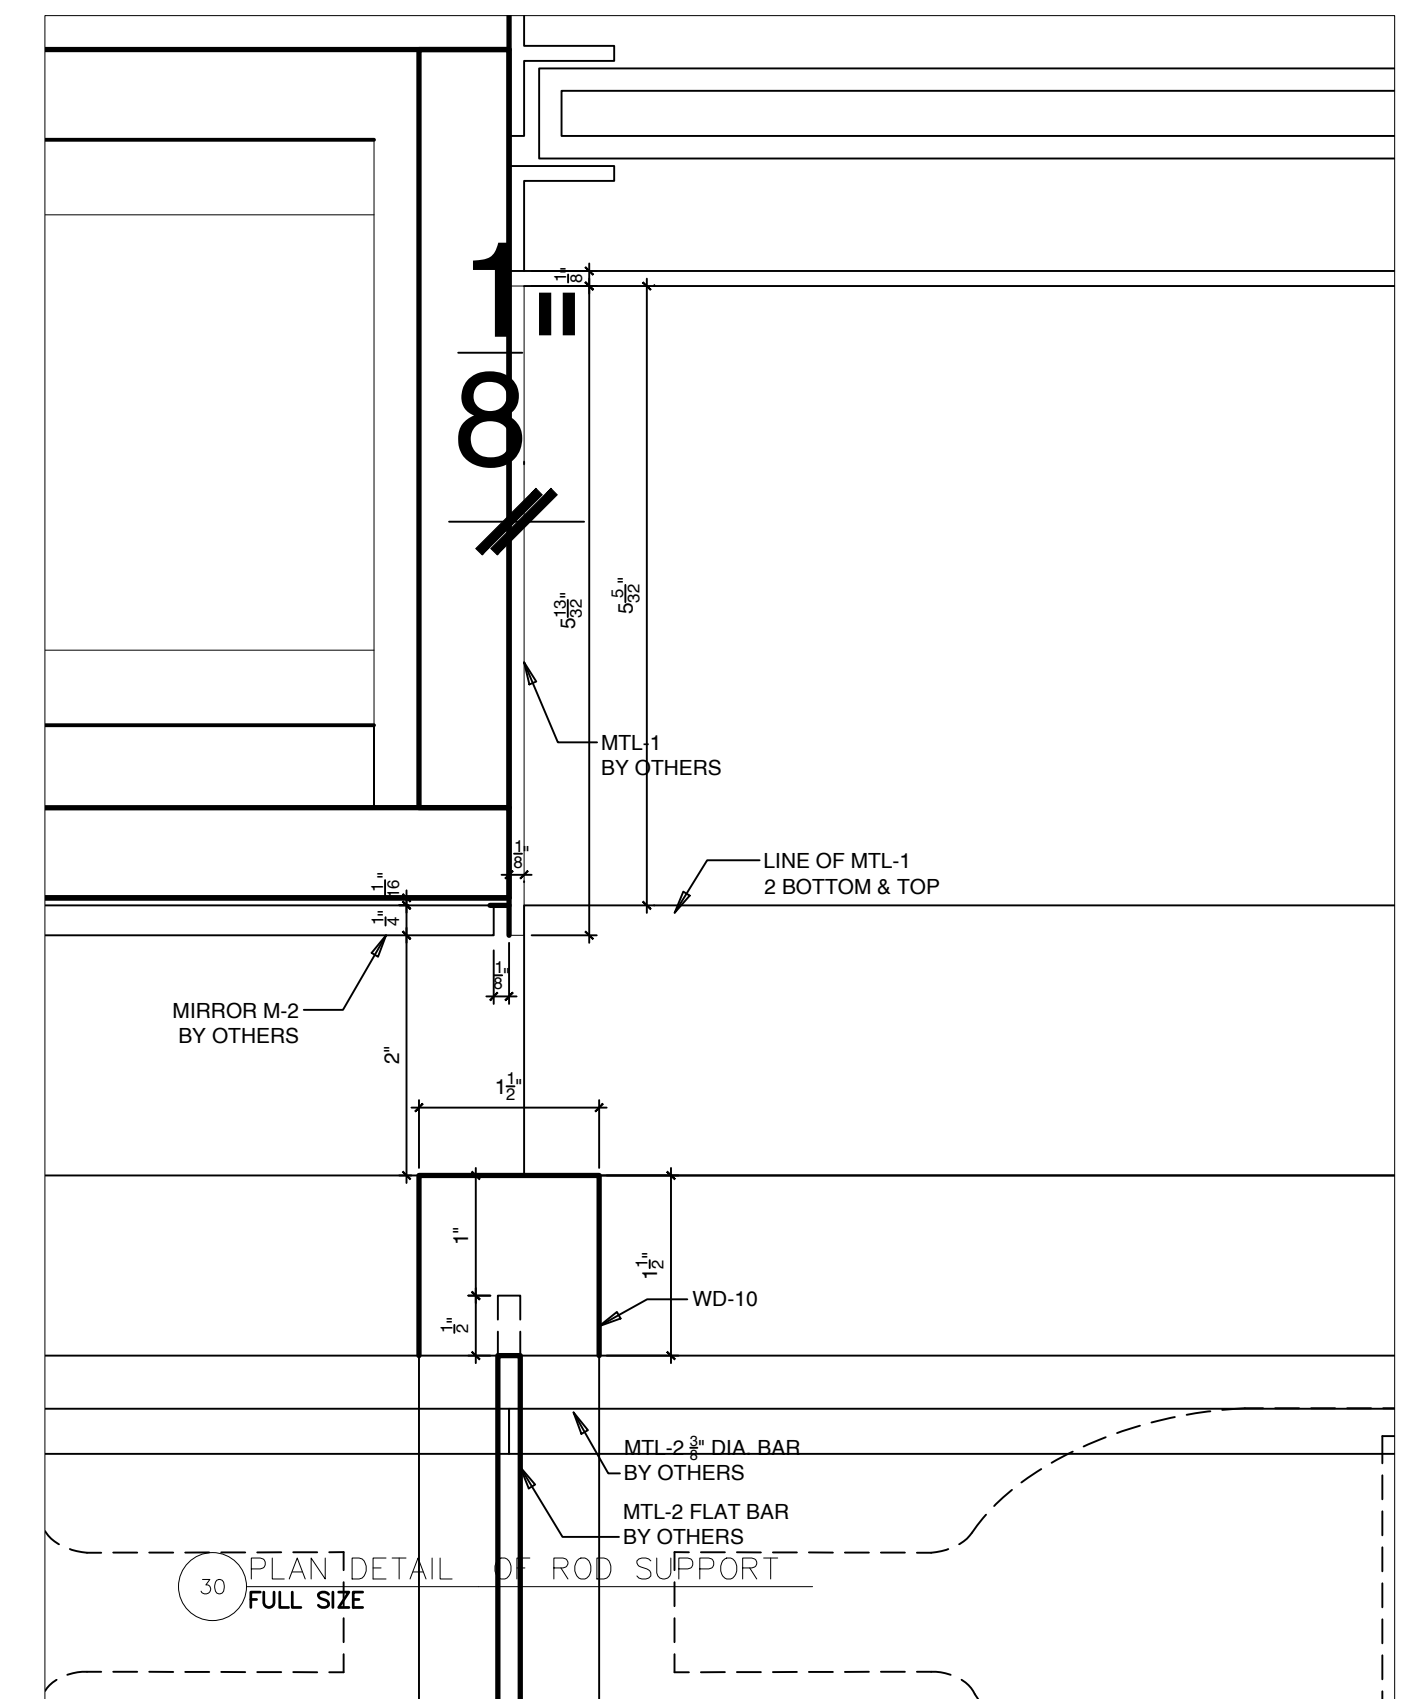 1"
8
1"
8
5 13"
32
5 5"
32
MTL-1
BY OTHERS
1"
8
LINE OF MTL-1
2 BOTTOM & TOP
1"
16
1"
4
1"
8
MIRROR M-2
BY OTHERS
2"
1 1"
2
1"
1 1"
2
WD-10
1"
2
MTL-2 3/8" DIA. BAR
BY OTHERS
MTL-2 FLAT BAR
BY OTHERS
30 PLAN DETAIL OF ROD SUPPORT
FULL SIZE